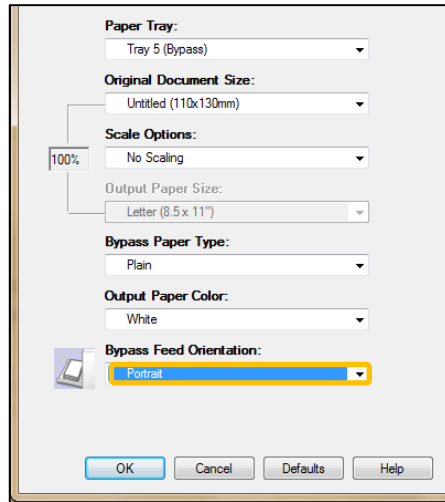 Paper Tray:
Tray 5 (Bypass)
Original Document Size:
Untitled (110x130mm)
Scale Options:
100%
No Scaling
Output Paper Size:
Letter (8.5 x 11")
Bypass Paper Type:
Plain
Output Paper Color:
White
Bypass Feed Orientation:
Portrait
OK Cancel Defaults Help